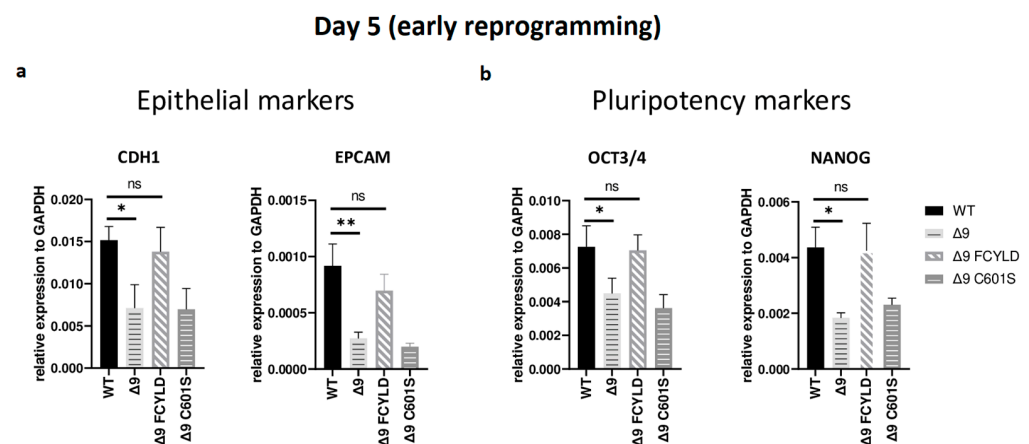 Day 5 (early reprogramming)
a
Epithelial markers
b
Pluripotency markers
CDH1
relative expression to GAPDH
0.020
0.015
0.010
0.005
0.000
ns
*
WT
Δ9
Δ9 FCYLD
Δ9 C601S
EPCAM
relative expression to GAPDH
0.0015
0.0010
0.0005
0.0000
ns
**
WT
Δ9
Δ9 FCYLD
Δ9 C601S
OCT3/4
relative expression to GAPDH
0.010
0.008
0.006
0.004
0.002
0.000
ns
*
WT
Δ9
Δ9 FCYLD
Δ9 C601S
NANOG
relative expression to GAPDH
0.006
0.004
0.002
0.000
ns
*
WT
Δ9
Δ9 FCYLD
Δ9 C601S
WT
Δ9
Δ9 FCYLD
Δ9 C601S